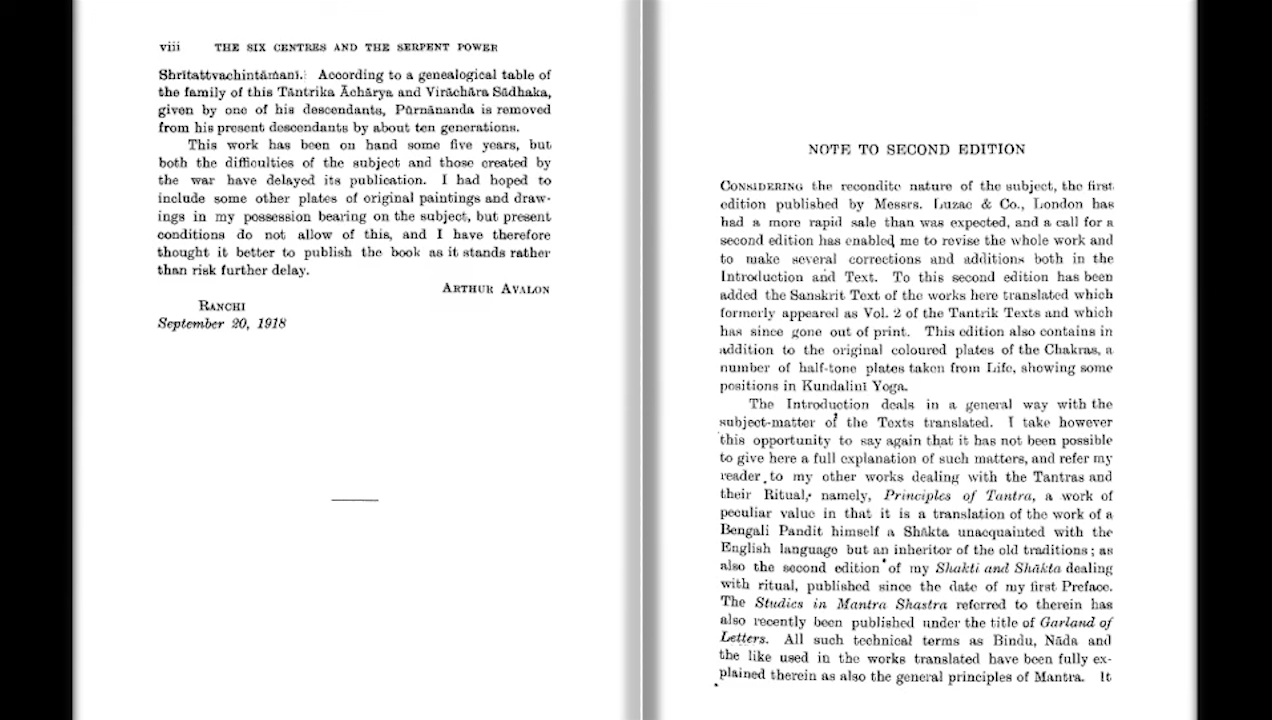 viii THE SIX CENTRES AND THE SERPENT POWER
Shrītattvachintāmani. According to a genealogical table of
the family of this Tāntrika Āchārya and Virāchāra Sādhaka,
given by one of his descendants, Pūrnānanda is removed
from his present descendants by about ten generations.
This work has been on hand some five years, but
both the difficulties of the subject and those created by
the war have delayed its publication. I had hoped to
include some other plates of original paintings and draw-
ings in my possession bearing on the subject, but present
conditions do not allow of this, and I have therefore
thought it better to publish the book as it stands rather
than risk further delay.
ARTHUR AVALON
RANCHI
September 20, 1918
NOTE TO SECOND EDITION
CONSIDERING the recondite nature of the subject, the first
edition published by Messrs. Luzac & Co., London has
had a more rapid sale than was expected, and a call for a
second edition has enabled me to revise the whole work and
to make several corrections and additions both in the
Introduction and Text. To this second edition has been
added the Sanskrit Text of the works here translated which
formerly appeared as Vol. 2 of the Tantrik Texts and which
has since gone out of print. This edition also contains in
addition to the original coloured plates of the Chakras, a
number of half-tone plates taken from Life, showing some
positions in Kundalinī Yoga.
The Introduction deals in a general way with the
subject-matter of the Texts translated. I take however
this opportunity to say again that it has not been possible
to give here a full explanation of such matters, and refer my
reader to my other works dealing with the Tantras and
their Ritual, namely, Principles of Tantra, a work of
peculiar value in that it is a translation of the work of a
Bengali Pandit himself a Shākta unacquainted with the
English language but an inheritor of the old traditions; as
also the second edition of my Shakti and Shākta dealing
with ritual, published since the date of my first Preface.
The Studies in Mantra Shastra referred to therein has
also recently been published under the title of Garland of
Letters. All such technical terms as Bindu, Nāda and
the like used in the works translated have been fully ex-
plained therein as also the general principles of Mantra. It